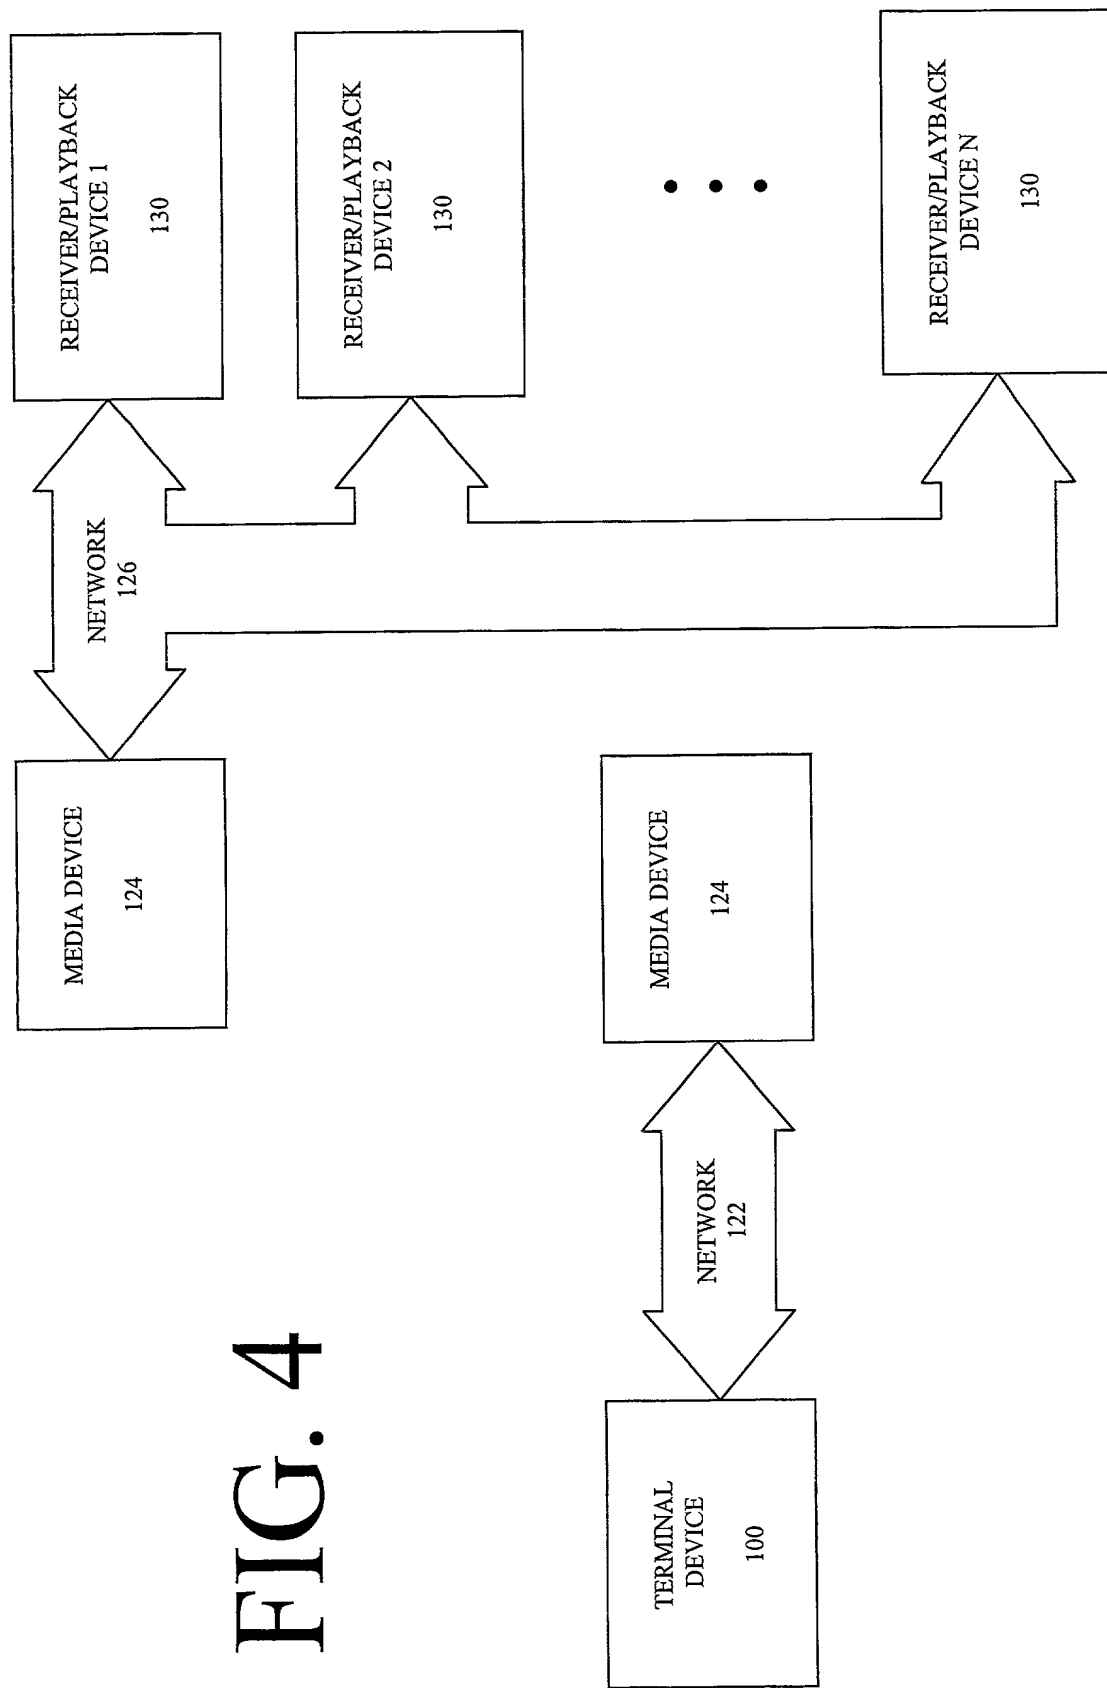 FIG. 4
TERMINAL
DEVICE
100
NETWORK
122
MEDIA DEVICE
124
MEDIA DEVICE
124
NETWORK
126
RECEIVER/PLAYBACK
DEVICE 1
130
RECEIVER/PLAYBACK
DEVICE 2
130
RECEIVER/PLAYBACK
DEVICE N
130